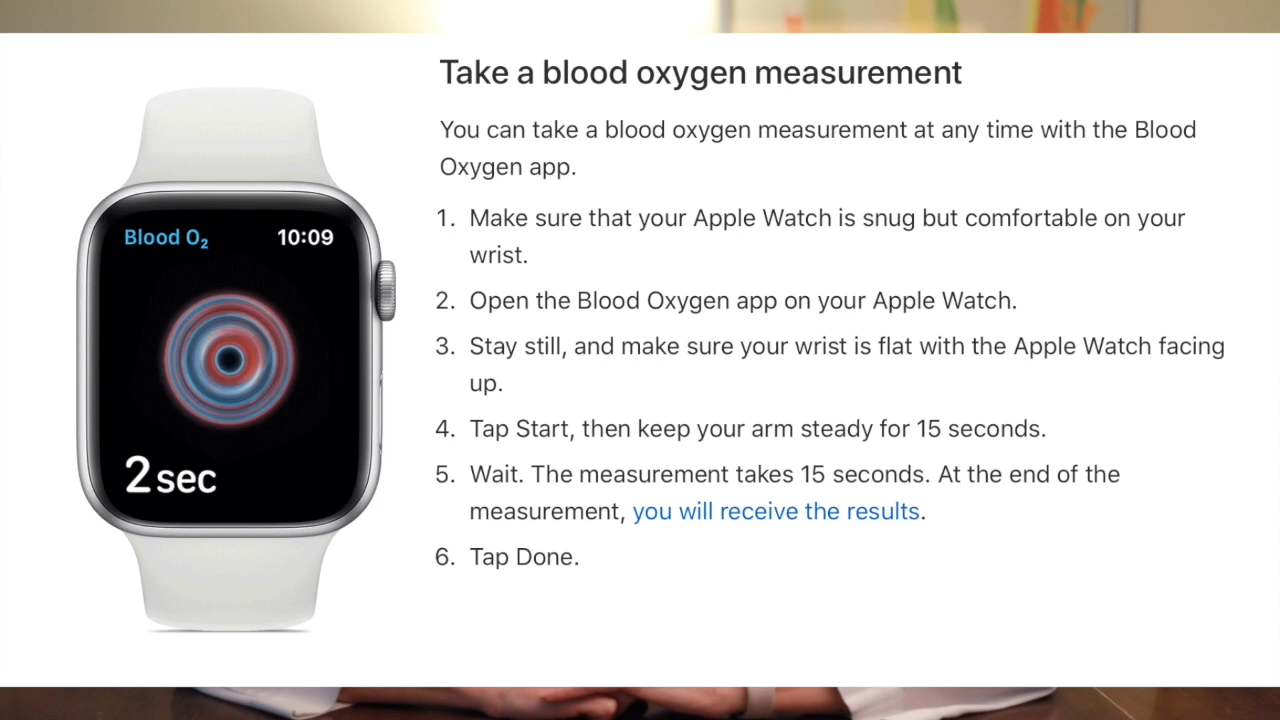 Take a blood oxygen measurement
You can take a blood oxygen measurement at any time with the Blood
Oxygen app.
1. Make sure that your Apple Watch is snug but comfortable on your
wrist.
2. Open the Blood Oxygen app on your Apple Watch.
3. Stay still, and make sure your wrist is flat with the Apple Watch facing
up.
4. Tap Start, then keep your arm steady for 15 seconds.
5. Wait. The measurement takes 15 seconds. At the end of the
measurement, you will receive the results.
6. Tap Done.
Blood O₂ 10:09
2 sec